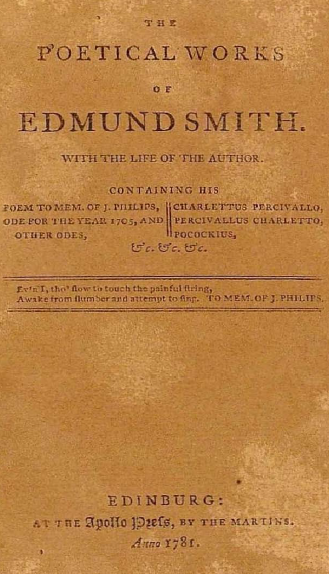 THE
POETICAL WORKS
OF
EDMUND SMITH.
WITH THE LIFE OF THE AUTHOR.
CONTAINING HIS
POEM TO MEM. OF J. PHILIPS,
ODE FOR THE YEAR 1705, AND
OTHER ODES,
CHARLETTUS PERCIVALLO,
PERCIVALLUS CHARLETTO,
POCOCKIUS,
&c. &c. &c.
Ev'n I, tho' ſlow to touch the painful ſtring,
Awake from ſlumber and attempt to ſing. TO MEM. OF J. PHILIPS.
EDINBURG:
AT THE Apollo Preſs, BY THE MARTINS.
Anno 1781.